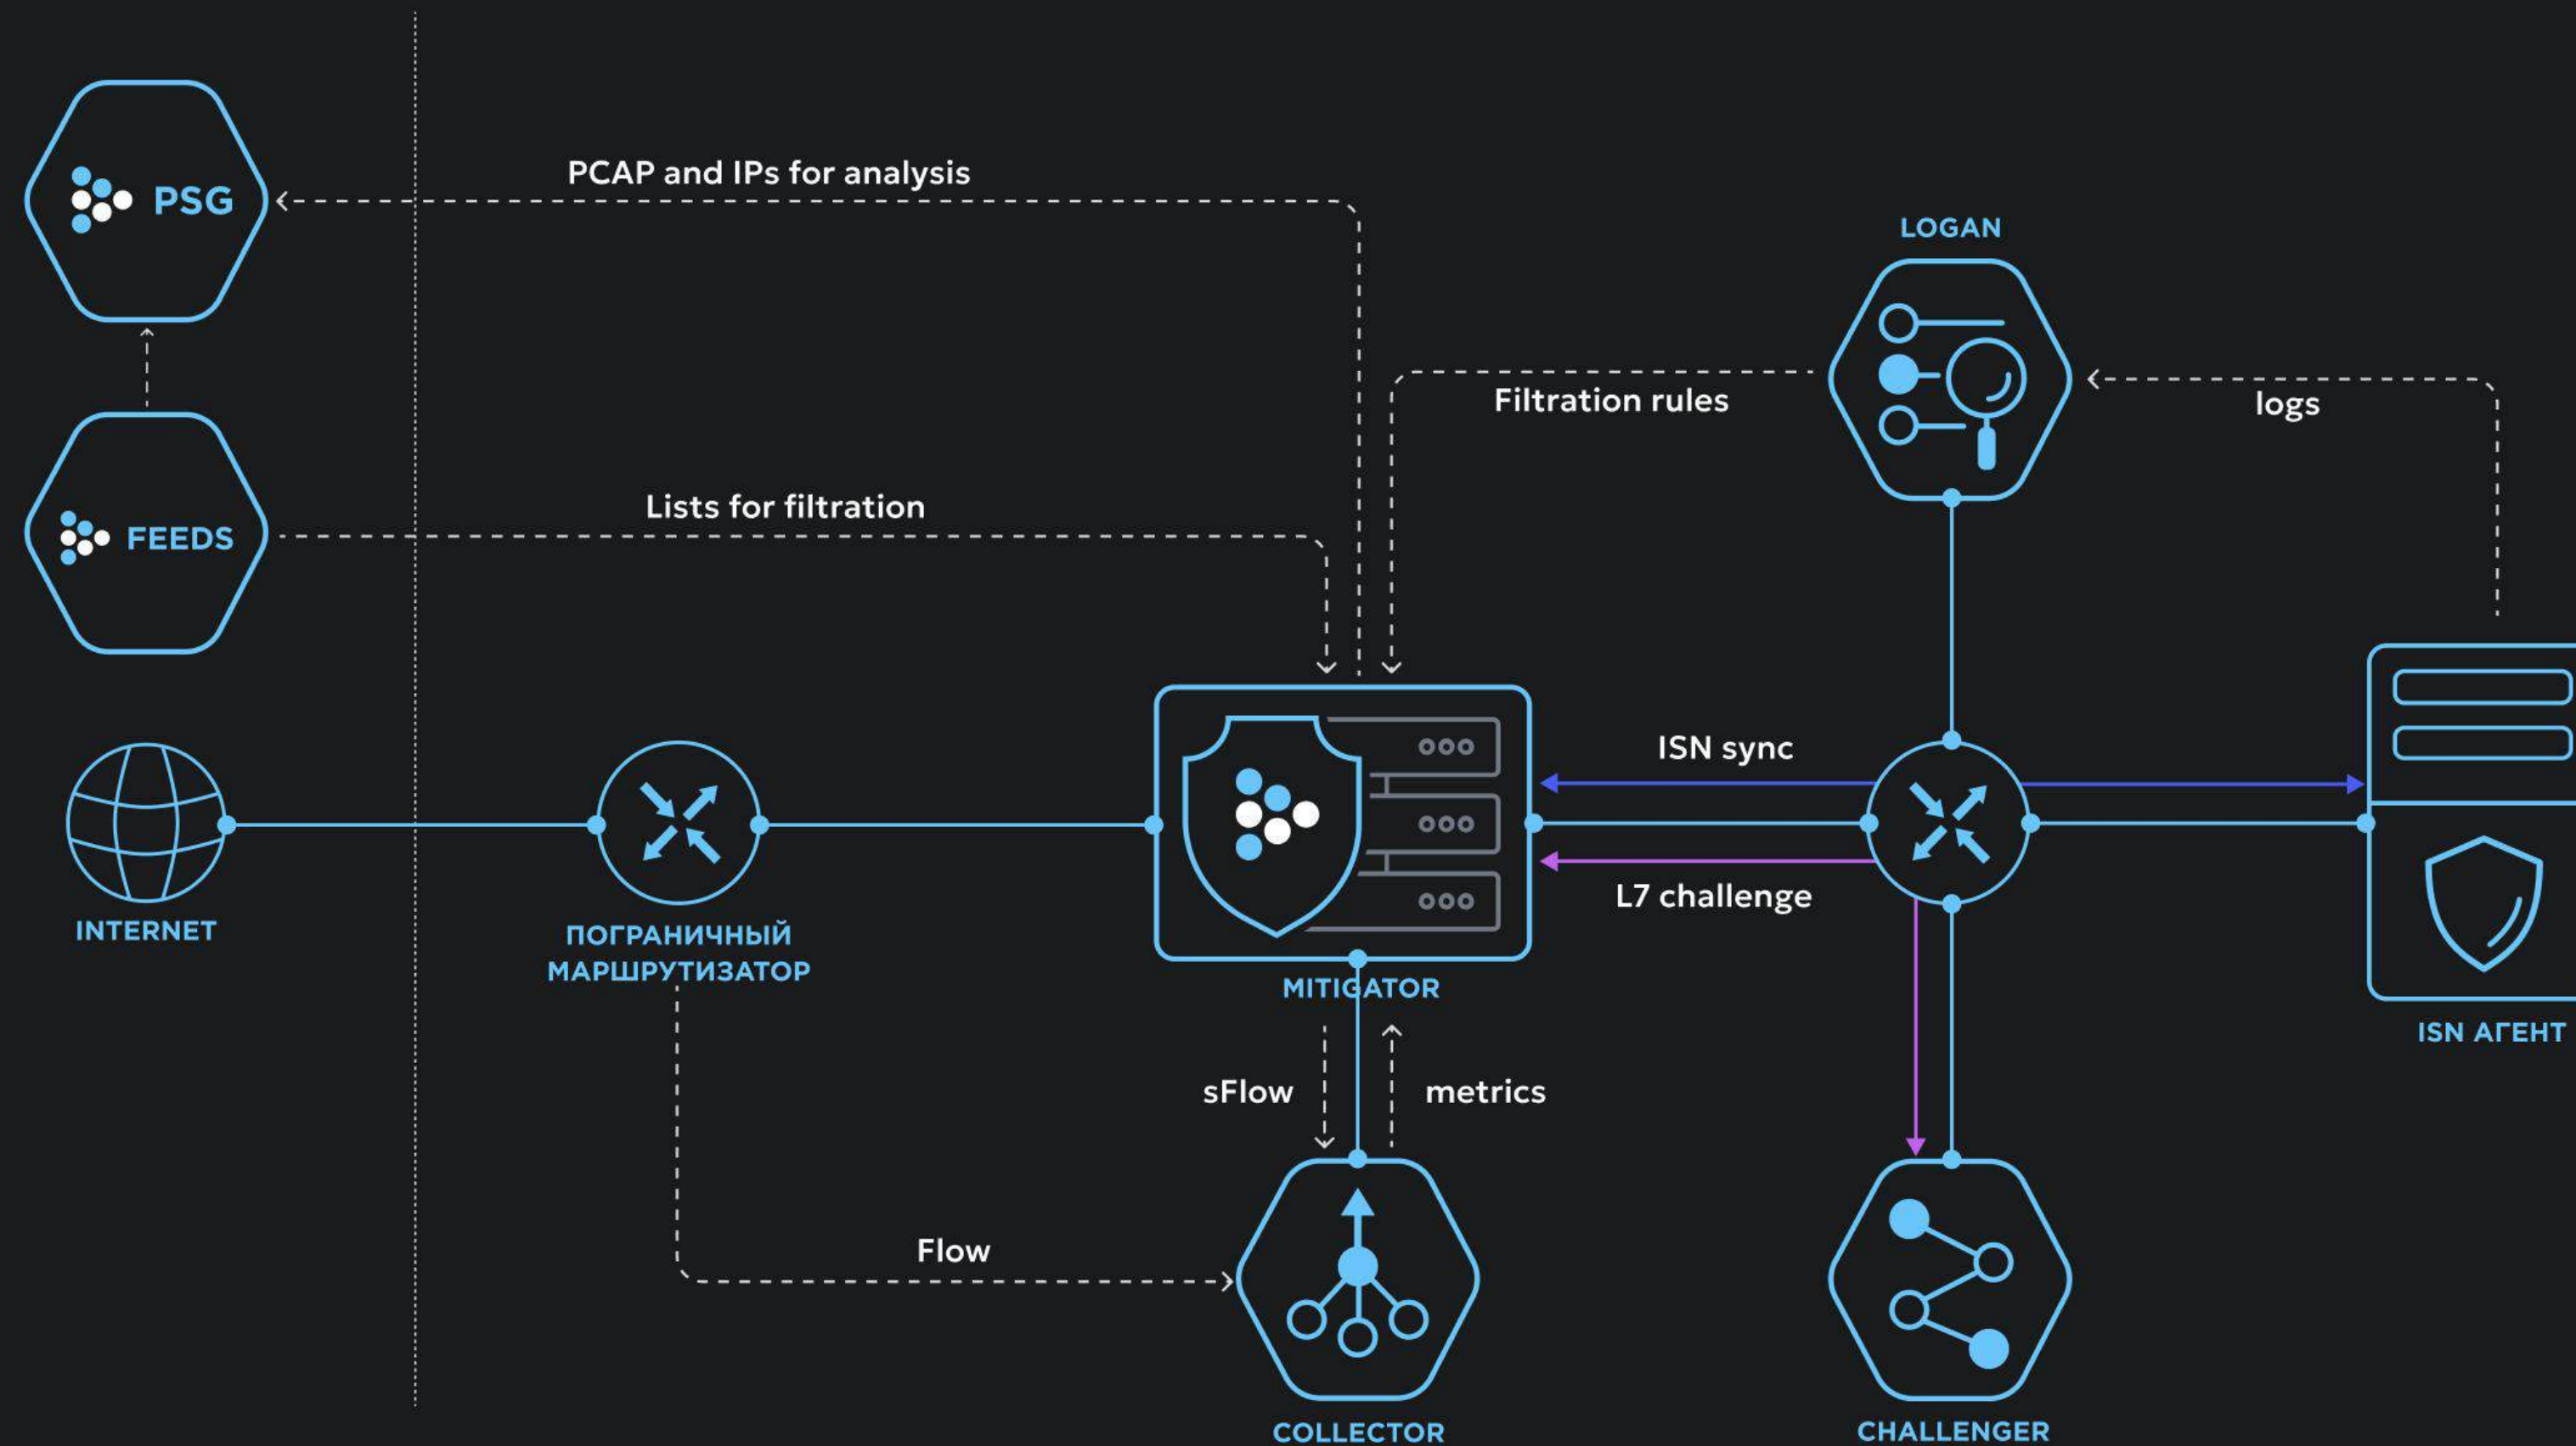 PSG
PCAP and IPs for analysis
LOGAN
Filtration rules
logs
FEEDS
Lists for filtration
INTERNET
ПОГРАНИЧНЫЙ
МАРШРУТИЗАТОР
MITIGATOR
ISN sync
L7 challenge
ISN АГЕНТ
sFlow
metrics
Flow
COLLECTOR
CHALLENGER